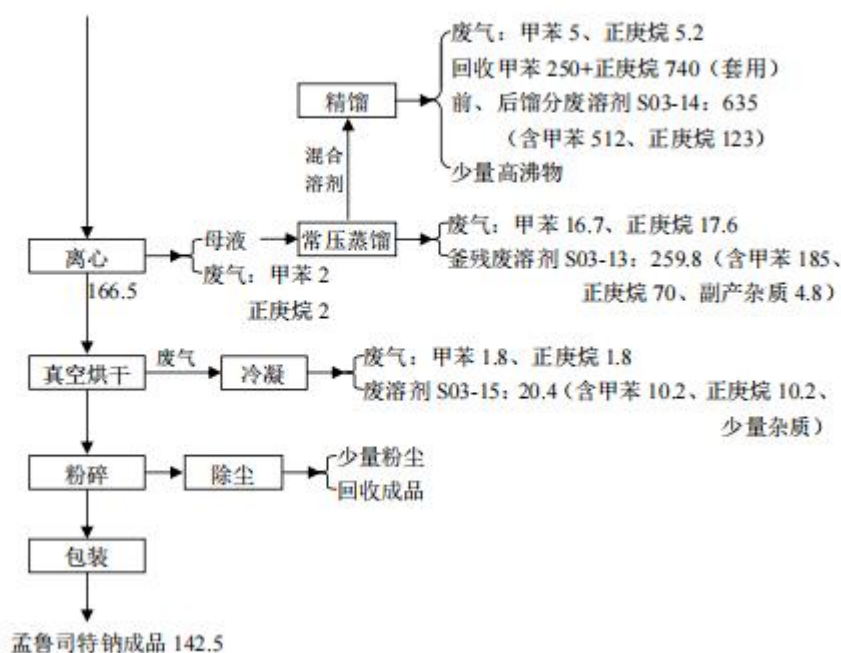 废气：甲苯 5、正庚烷 5.2
回收甲苯 250+正庚烷 740（套用）
精馏
前、后馏分废溶剂 S03-14：635
（含甲苯 512、正庚烷 123）
少量高沸物
混合
溶剂
离心
166.5
母液
废气：甲苯 2
正庚烷 2
常压蒸馏
废气：甲苯 16.7、正庚烷 17.6
釜残废溶剂 S03-13：259.8（含甲苯 185、
正庚烷 70、副产杂质 4.8）
真空烘干
废气
冷凝
废气：甲苯 1.8、正庚烷 1.8
废溶剂 S03-15：20.4（含甲苯 10.2、正庚烷 10.2、
少量杂质）
粉碎
除尘
少量粉尘
回收成品
包装
孟鲁司特钠成品 142.5